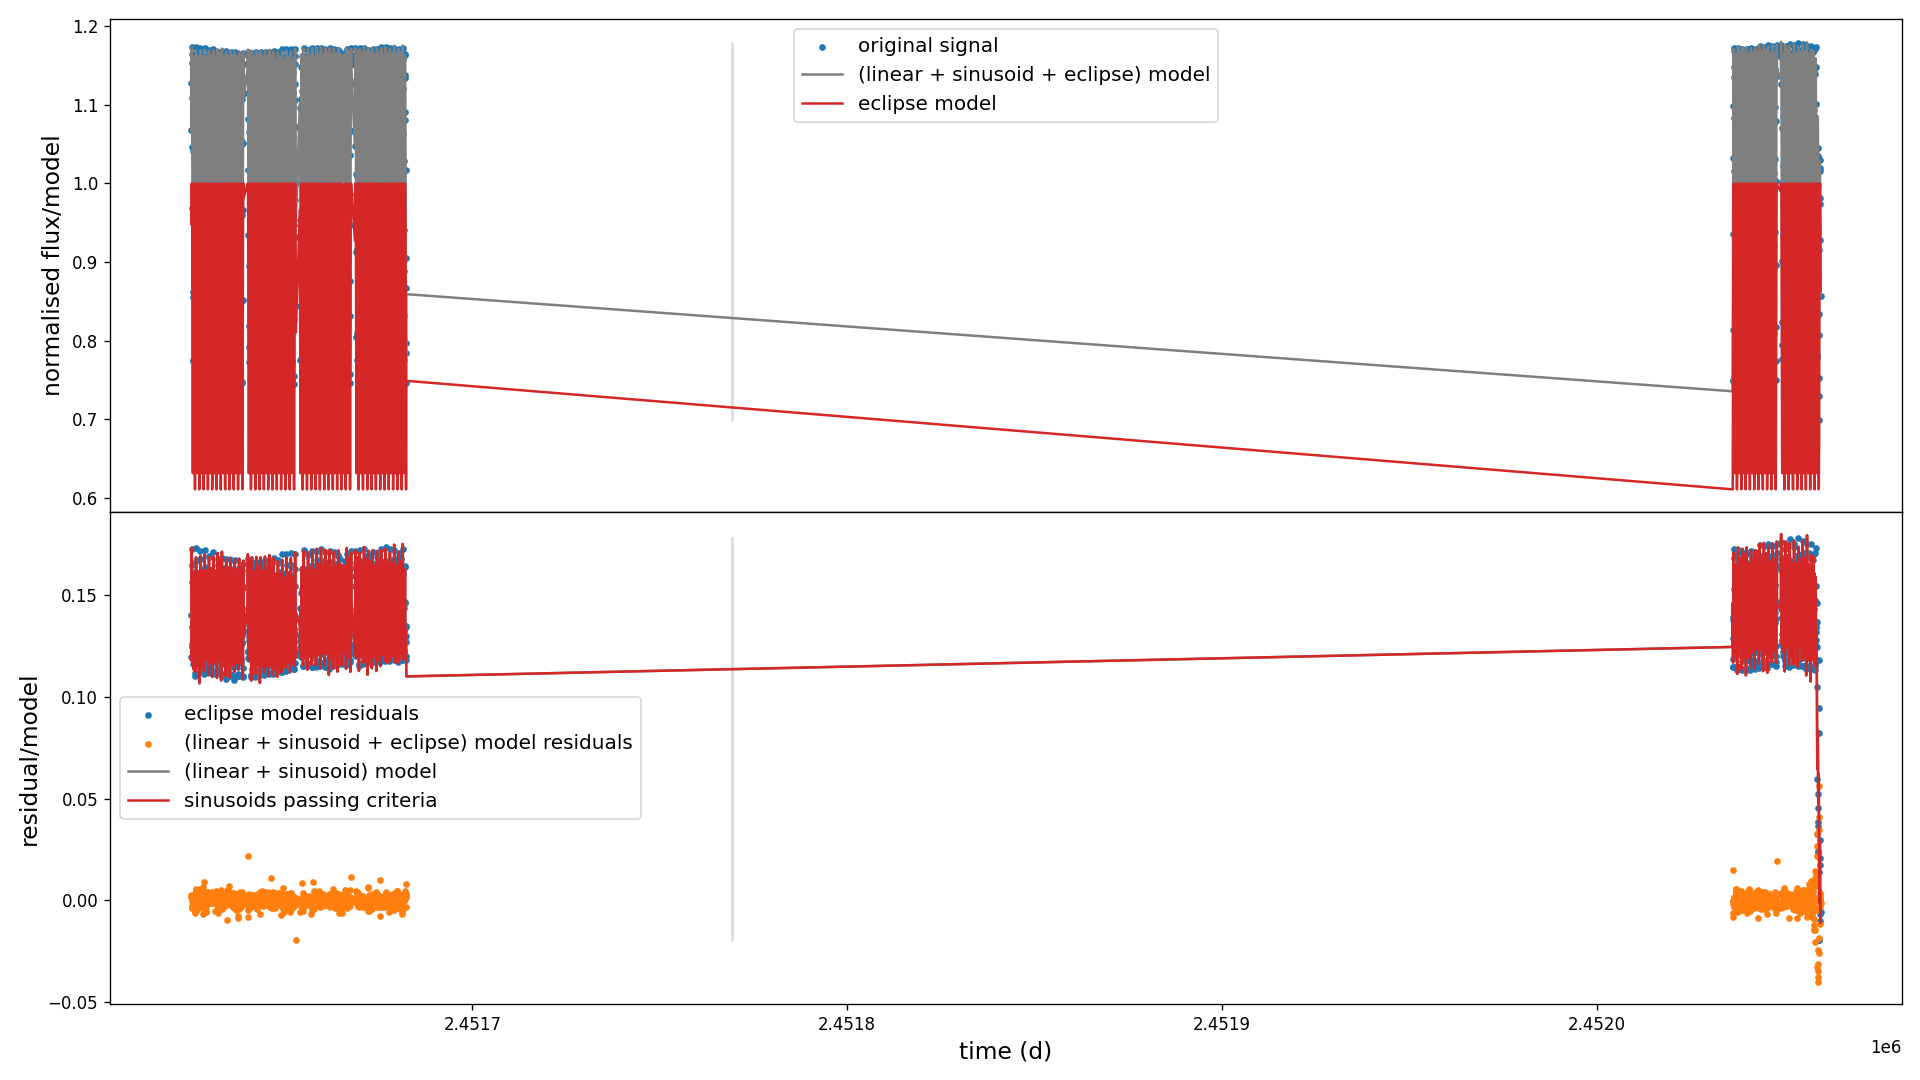 1.2
1.1
1.0
0.9
0.8
0.7
0.6
normalised flux/model
original signal
(linear + sinusoid + eclipse) model
eclipse model
0.15
0.10
0.05
0.00
−0.05
residual/model
eclipse model residuals
(linear + sinusoid + eclipse) model residuals
(linear + sinusoid) model
sinusoids passing criteria
2.4517 2.4518 2.4519 2.4520
1e6
time (d)